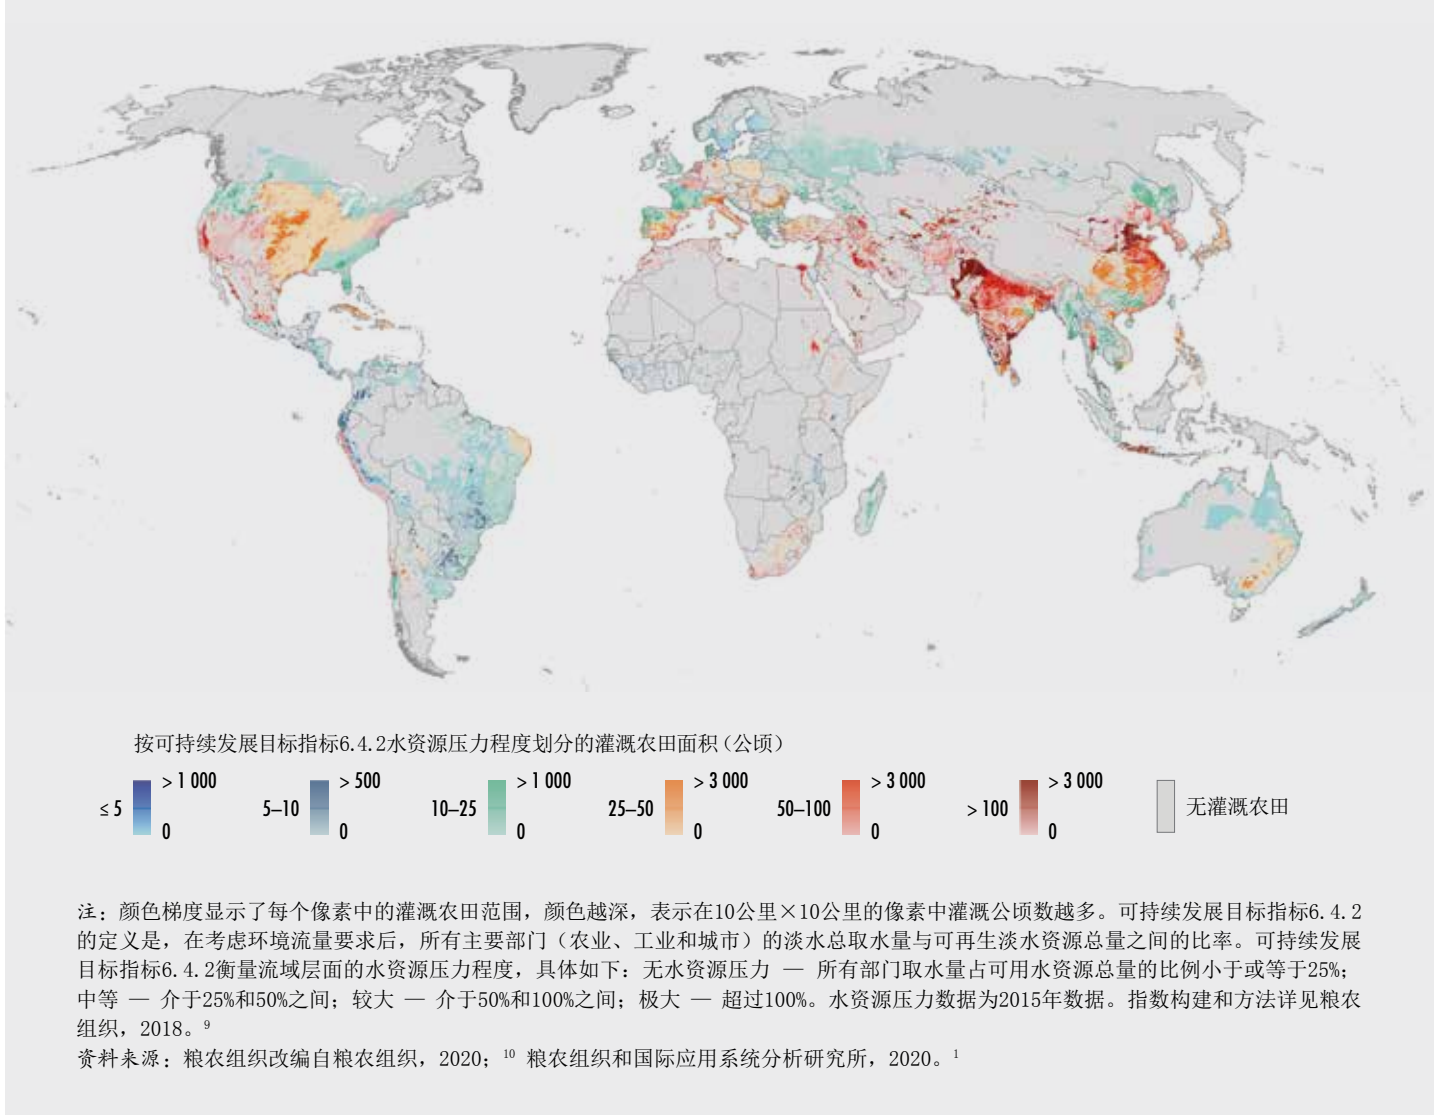 按可持续发展目标指标6.4.2水资源压力程度划分的灌溉农田面积（公顷）
≤ 5 > 1 000 0
5–10 > 500 0
10–25 > 1 000 0
25–50 > 3 000 0
50–100 > 3 000 0
> 100 > 3 000 0
无灌溉农田
注：颜色梯度显示了每个像素中的灌溉农田范围，颜色越深，表示在10公里×10公里的像素中灌溉公顷数越多。可持续发展目标指标6.4.2
的定义是，在考虑环境流量要求后，所有主要部门（农业、工业和城市）的淡水总取水量与可再生淡水资源总量之间的比率。可持续发展
目标指标6.4.2衡量流域层面的水资源压力程度，具体如下：无水资源压力 — 所有部门取水量占可用水资源总量的比例小于或等于25%；
中等 — 介于25%和50%之间；较大 — 介于50%和100%之间；极大 — 超过100%。水资源压力数据为2015年数据。指数构建和方法详见粮农
组织，2018。⁹
资料来源：粮农组织改编自粮农组织，2020；¹⁰ 粮农组织和国际应用系统分析研究所，2020。¹